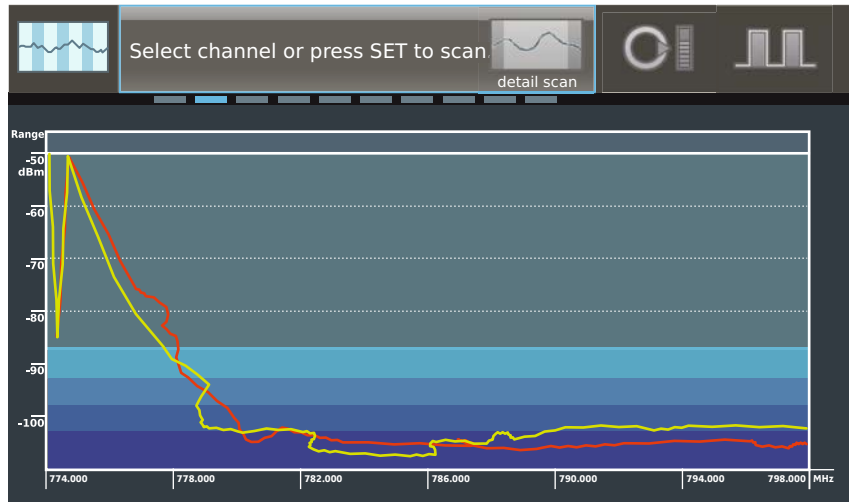 Select channel or press SET to scan
detail scan
Range
-50
dBm
-60
-70
-80
-90
-100
774.000 778.000 782.000 786.000 790.000 794.000 798.000 MHz